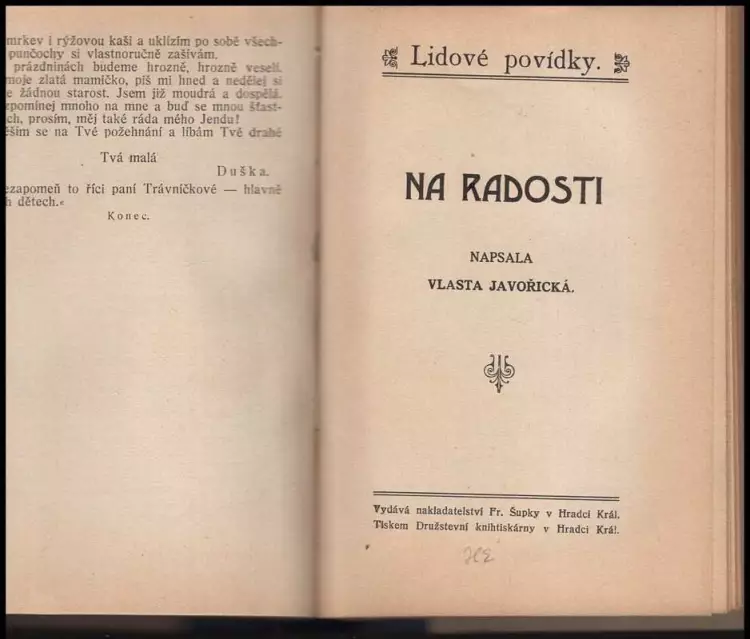 mrkev i rýžovou kaši a uklízím po sobě všech-
punčochy si vlastnoručně zašívám.
prázdninách budeme hrozně, hrozně veselí.
moje zlatá mamičko, piš mi hned a nedělej si
e žádnou starost. Jsem již moudrá a dospělá.
zpomínej mnoho na mne a buď se mnou šťast-
ch, prosím, měj také ráda mého Jendu!
ěším se na Tvé požehnání a líbám Tvé drahé
Tvá malá
Duška.
ezapomeň to říci paní Trávníčkové — hlavně
h dětech.«
Konec.
Lidové povídky.
NA RADOSTI
NAPSALA
VLASTA JAVOŘICKÁ.
Vydává nakladatelství Fr. Šupky v Hradci Král.
Tiskem Družstevní knihtiskárny v Hradci Král.